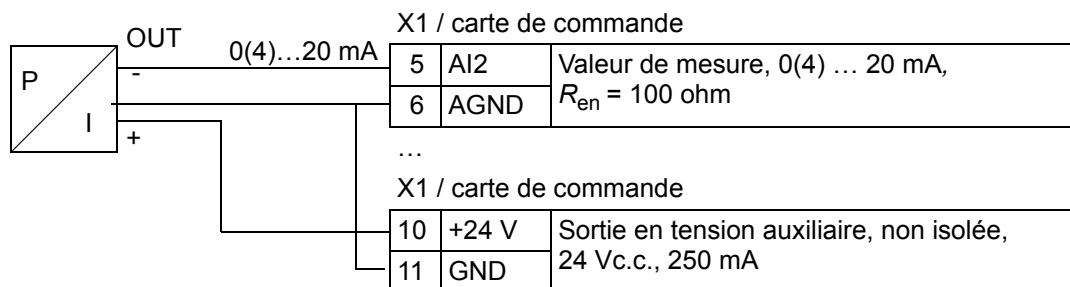 X1 / carte de commande
OUT
0(4)…20 mA
P
I
-
+
5 AI2 Valeur de mesure, 0(4) … 20 mA,
6 AGND Ren = 100 ohm
…
X1 / carte de commande
10 +24 V Sortie en tension auxiliaire, non isolée,
11 GND 24 Vc.c., 250 mA